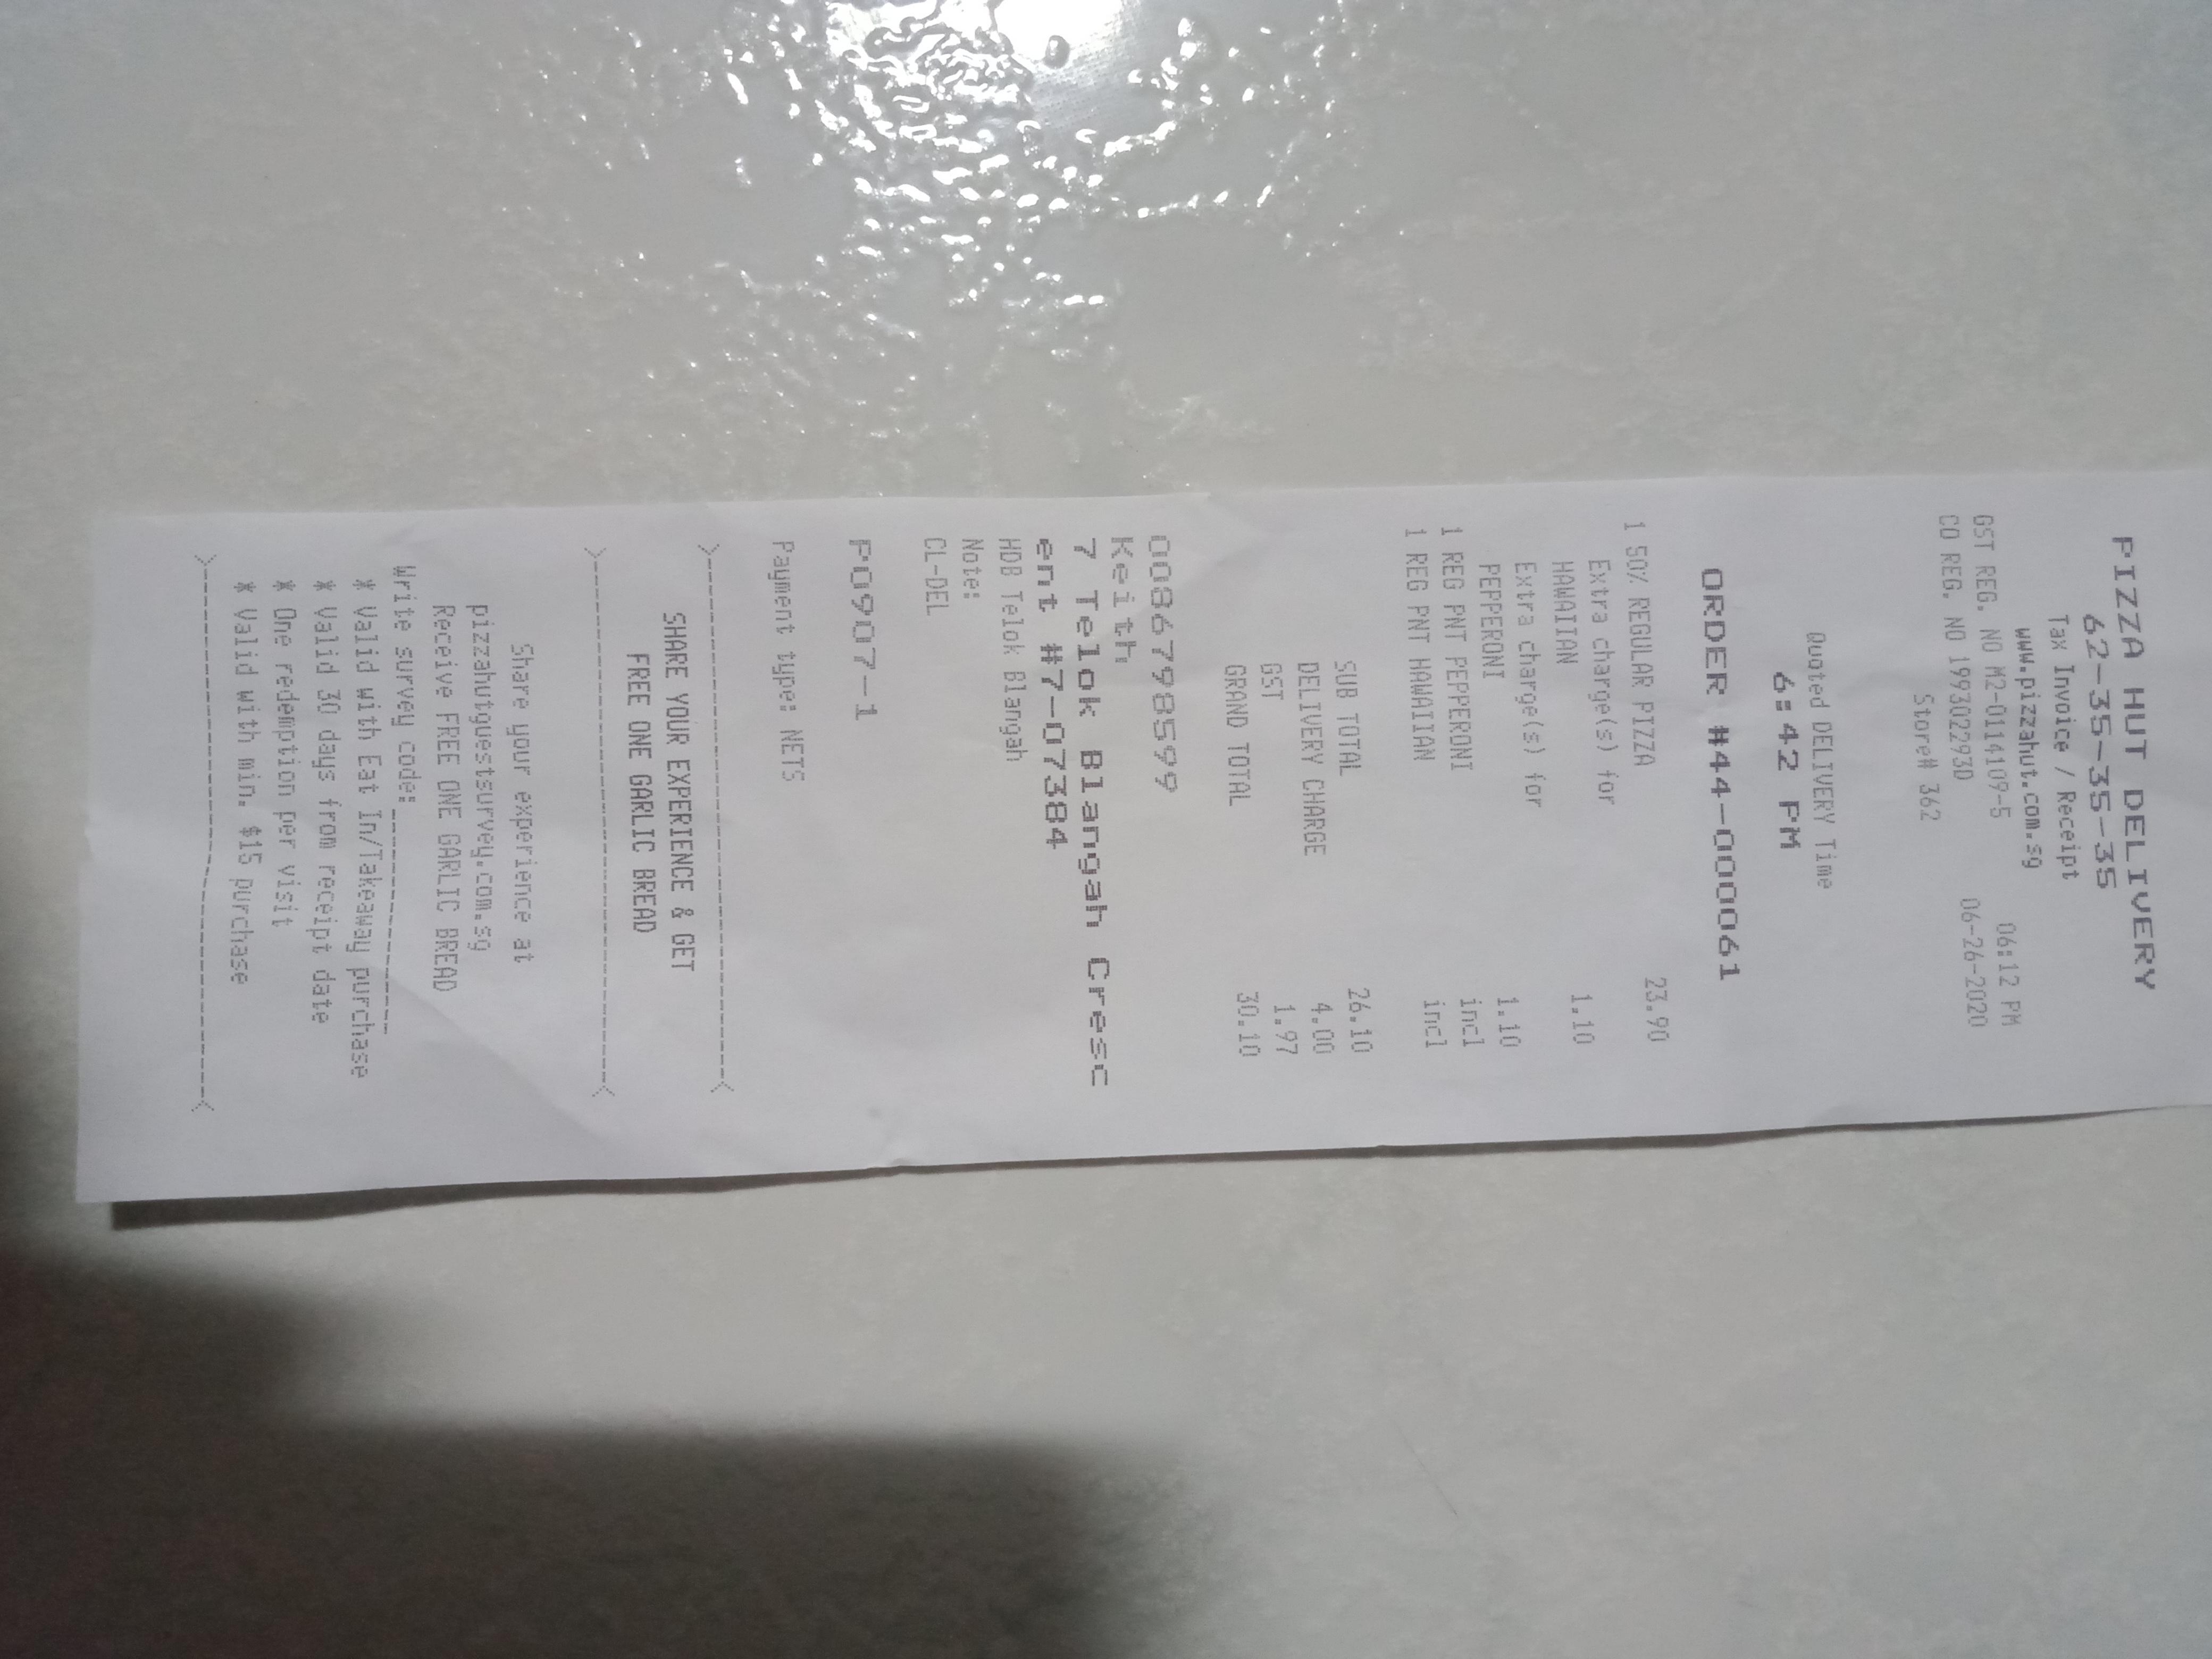 PIZZA HUT DELIVERY
62-35-35-35
Tax Invoice / Receipt
www.pizzahut.com.sg
GST REG. NO M2-0114109-5 06:12 PM
CO REG. NO 199302293D 06-26-2020
Store# 362
Quoted DELIVERY Time
6:42 PM
ORDER #44-000061
1 50% REGULAR PIZZA 23.90
Extra charge(s) for
HAWAIIAN 1.10
Extra charge(s) for
PEPPERONI 1.10
1 REG PNT PEPPERONI incl
1 REG PNT HAWAIIAN incl
SUB TOTAL 26.10
DELIVERY CHARGE 4.00
GST 1.97
GRAND TOTAL 30.10
0086798599
Keith
7 Telok Blangah Cresc
ent #7-07384
HDB Telok Blangah
Note:
CL-DEL
P0907-1
Payment type: NETS
SHARE YOUR EXPERIENCE & GET
FREE ONE GARLIC BREAD
Share your experience at
pizzahutguestsurvey.com.sg
Receive FREE ONE GARLIC BREAD
Write survey code:
* Valid with Eat In/Takeaway purchase
* Valid 30 days from receipt date
* One redemption per visit
* Valid with min. $15 purchase